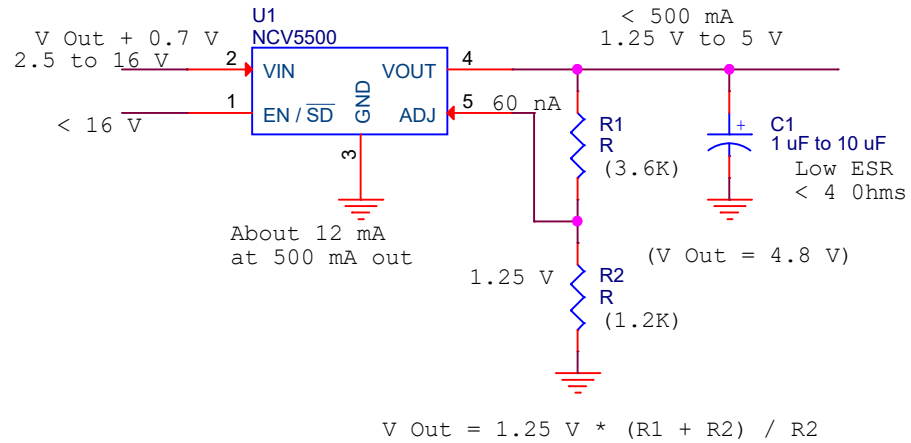 U1
NCV5500
V Out + 0.7 V
2.5 to 16 V
< 16 V
2
1
VIN
EN / SD
GND
VOUT
ADJ
4
5
3
60 nA
< 500 mA
1.25 V to 5 V
R1
R
(3.6K)
+
C1
1 uF to 10 uF
Low ESR
< 4 0hms
About 12 mA
at 500 mA out
1.25 V
R2
R
(1.2K)
(V Out = 4.8 V)
V Out = 1.25 V * (R1 + R2) / R2